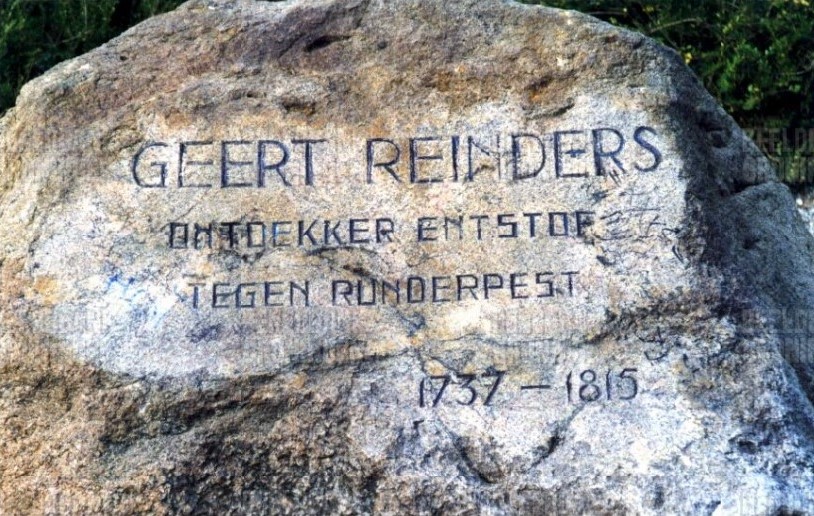 GEERT REINDERS
ONTDEKKER ENTSTOF
TEGEN RUNDERPEST
1737 – 1815